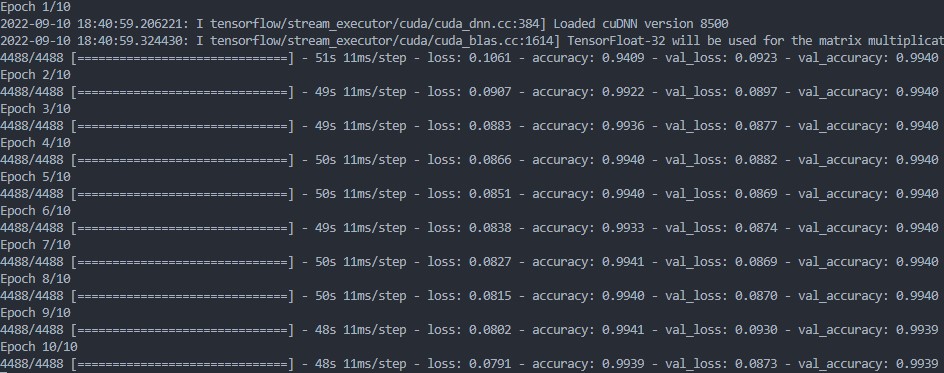 Epoch 1/10
2022-09-10 18:40:59.206221: I tensorflow/stream_executor/cuda/cuda_dnn.cc:384] Loaded cuDNN version 8500
2022-09-10 18:40:59.324430: I tensorflow/stream_executor/cuda/cuda_blas.cc:1614] TensorFloat-32 will be used for the matrix multiplicat
4488/4488 [==============================] - 51s 11ms/step - loss: 0.1061 - accuracy: 0.9409 - val_loss: 0.0923 - val_accuracy: 0.9940
Epoch 2/10
4488/4488 [==============================] - 49s 11ms/step - loss: 0.0907 - accuracy: 0.9922 - val_loss: 0.0897 - val_accuracy: 0.9940
Epoch 3/10
4488/4488 [==============================] - 49s 11ms/step - loss: 0.0883 - accuracy: 0.9936 - val_loss: 0.0877 - val_accuracy: 0.9940
Epoch 4/10
4488/4488 [==============================] - 50s 11ms/step - loss: 0.0866 - accuracy: 0.9940 - val_loss: 0.0882 - val_accuracy: 0.9940
Epoch 5/10
4488/4488 [==============================] - 50s 11ms/step - loss: 0.0851 - accuracy: 0.9940 - val_loss: 0.0869 - val_accuracy: 0.9940
Epoch 6/10
4488/4488 [==============================] - 49s 11ms/step - loss: 0.0838 - accuracy: 0.9933 - val_loss: 0.0874 - val_accuracy: 0.9940
Epoch 7/10
4488/4488 [==============================] - 50s 11ms/step - loss: 0.0827 - accuracy: 0.9941 - val_loss: 0.0869 - val_accuracy: 0.9940
Epoch 8/10
4488/4488 [==============================] - 50s 11ms/step - loss: 0.0815 - accuracy: 0.9940 - val_loss: 0.0870 - val_accuracy: 0.9940
Epoch 9/10
4488/4488 [==============================] - 48s 11ms/step - loss: 0.0802 - accuracy: 0.9941 - val_loss: 0.0930 - val_accuracy: 0.9939
Epoch 10/10
4488/4488 [==============================] - 48s 11ms/step - loss: 0.0791 - accuracy: 0.9939 - val_loss: 0.0873 - val_accuracy: 0.9939